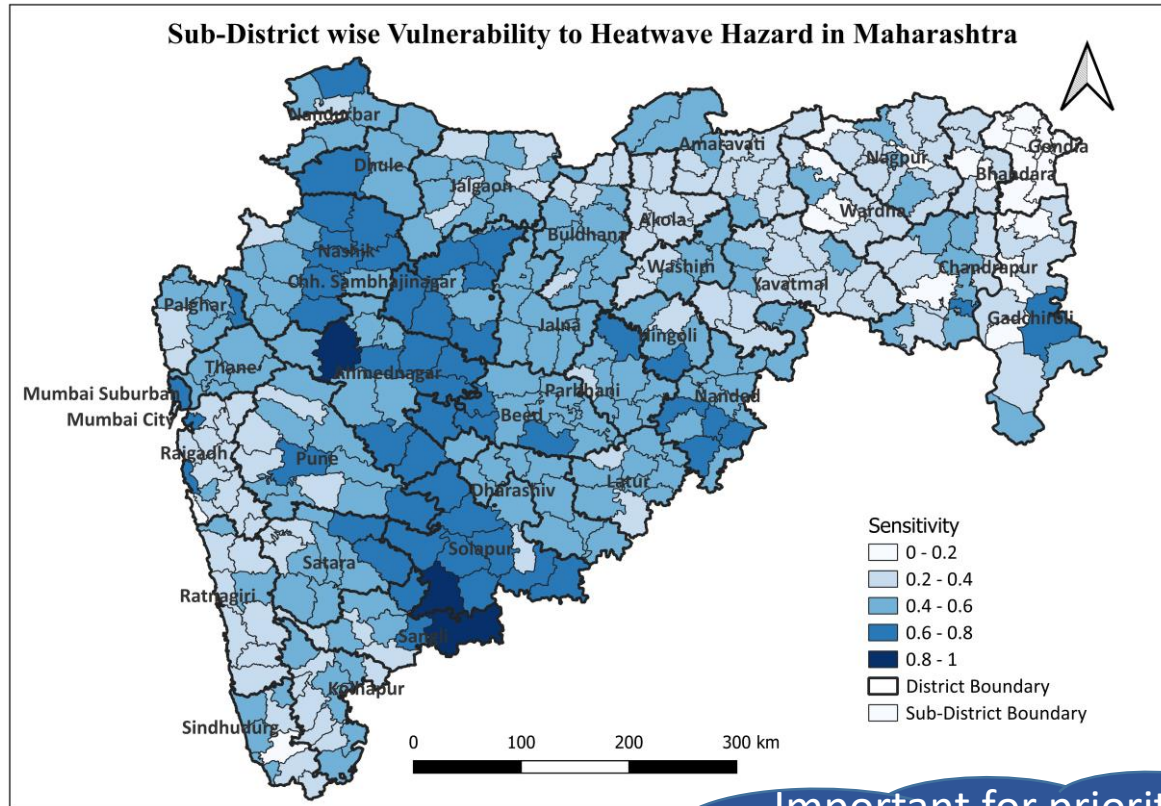 Sub-District wise Vulnerability to Heatwave Hazard in Maharashtra
Nandurbar
Dhule
Jalgaon
Amaravati
Nagpur
Gondia
Bhandara
Wardha
Akola
Buldhana
Nashik
Washim
Chandrapur
Chh. Sambhajinagar
Yavatmal
Palghar
Gadchiroli
Jalna
Hingoli
Thane
Ahmednagar
Parbhani
Mumbai Suburban
Nanded
Mumbai City
Beed
Raigadh
Pune
Dharashiv
Latur
Solapur
Satara
Ratnagiri
Sangli
Kolhapur
Sindhudurg
Sensitivity
0 - 0.2
0.2 - 0.4
0.4 - 0.6
0.6 - 0.8
0.8 - 1
District Boundary
Sub-District Boundary
0 100 200 300 km
Important for priorit